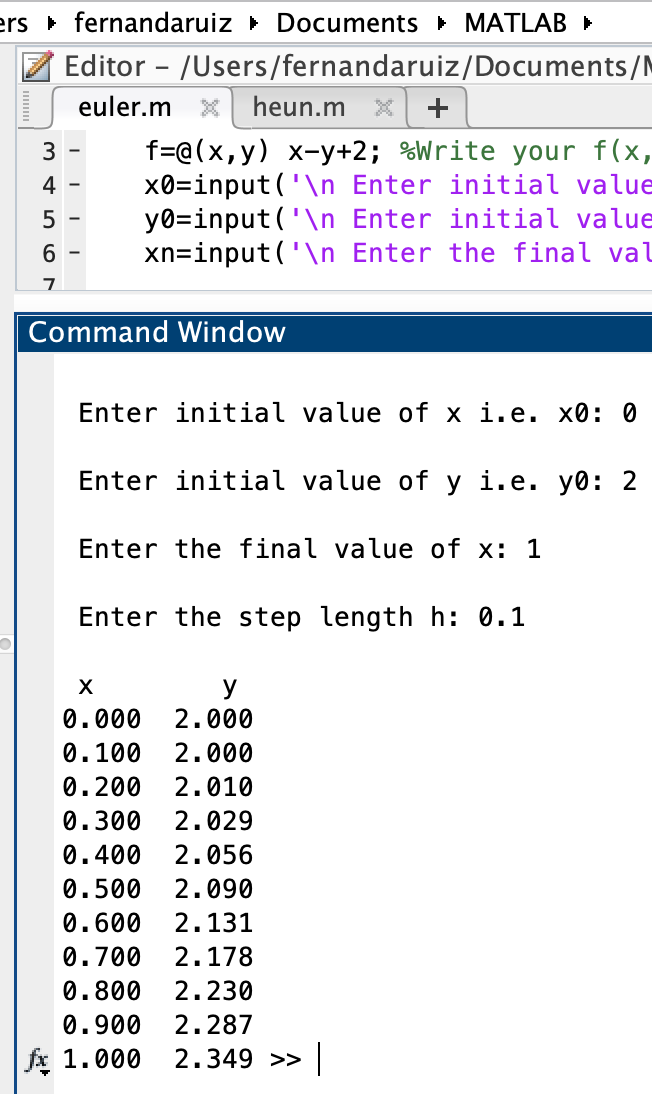 ers ▸ fernandaruiz ▸ Documents ▸ MATLAB ▸
Editor – /Users/fernandaruiz/Documents/M
euler.m heun.m +
3 – f=@(x,y) x-y+2; %Write your f(x,
4 – x0=input('\n Enter initial value
5 – y0=input('\n Enter initial value
6 – xn=input('\n Enter the final val
7
Command Window
Enter initial value of x i.e. x0: 0
Enter initial value of y i.e. y0: 2
Enter the final value of x: 1
Enter the step length h: 0.1
x y
0.000 2.000
0.100 2.000
0.200 2.010
0.300 2.029
0.400 2.056
0.500 2.090
0.600 2.131
0.700 2.178
0.800 2.230
0.900 2.287
fx 1.000 2.349 >>